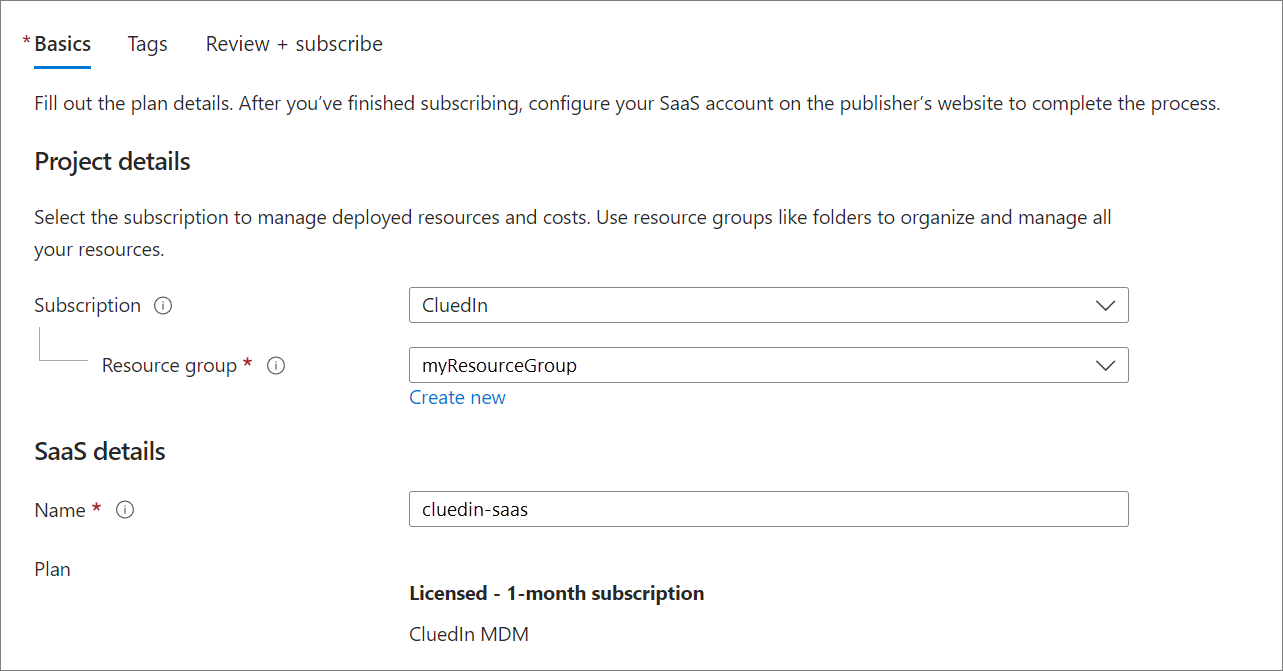 * Basics Tags Review + subscribe
Fill out the plan details. After you’ve finished subscribing, configure your SaaS account on the publisher’s website to complete the process.
Project details
Select the subscription to manage deployed resources and costs. Use resource groups like folders to organize and manage all
your resources.
Subscription CluedIn
Resource group * myResourceGroup
Create new
SaaS details
Name * cluedin-saas
Plan
Licensed - 1-month subscription
CluedIn MDM